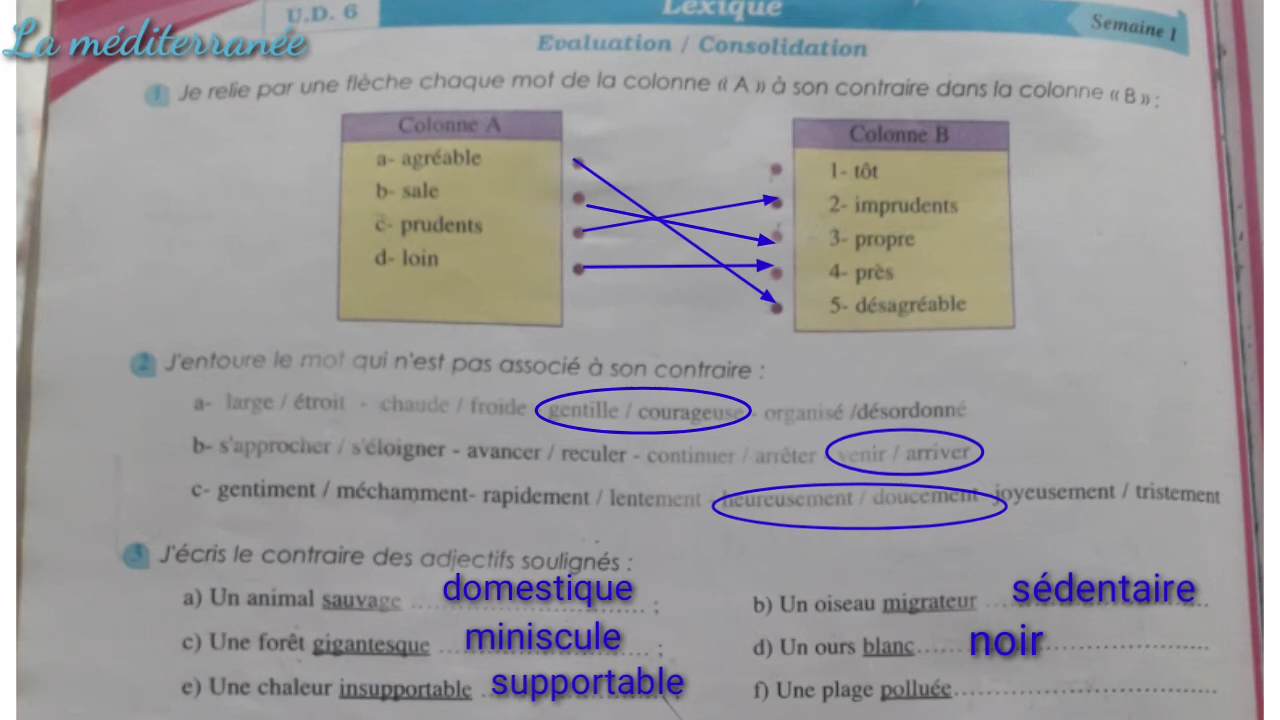 La méditerranée
U.D. 6
Lexique
Semaine 1
Evaluation / Consolidation
1 Je relie par une flèche chaque mot de la colonne « A » à son contraire dans la colonne « B » :
Colonne A
a- agréable
b- sale
c- prudents
d- loin
Colonne B
1- tôt
2- imprudents
3- propre
4- près
5- désagréable
2 J'entoure le mot qui n'est pas associé à son contraire :
a- large / étroit - chaude / froide gentille / courageuse - organisé /désordonné
b- s'approcher / s'éloigner - avancer / reculer - continuer / arrêter venir / arriver
c- gentiment / méchamment- rapidement / lentement heureusement / doucement joyeusement / tristement
3 J'écris le contraire des adjectifs soulignés :
a) Un animal sauvage domestique ;
b) Un oiseau migrateur sédentaire
c) Une forêt gigantesque miniscule ;
d) Un ours blanc noir
e) Une chaleur insupportable supportable
f) Une plage polluée